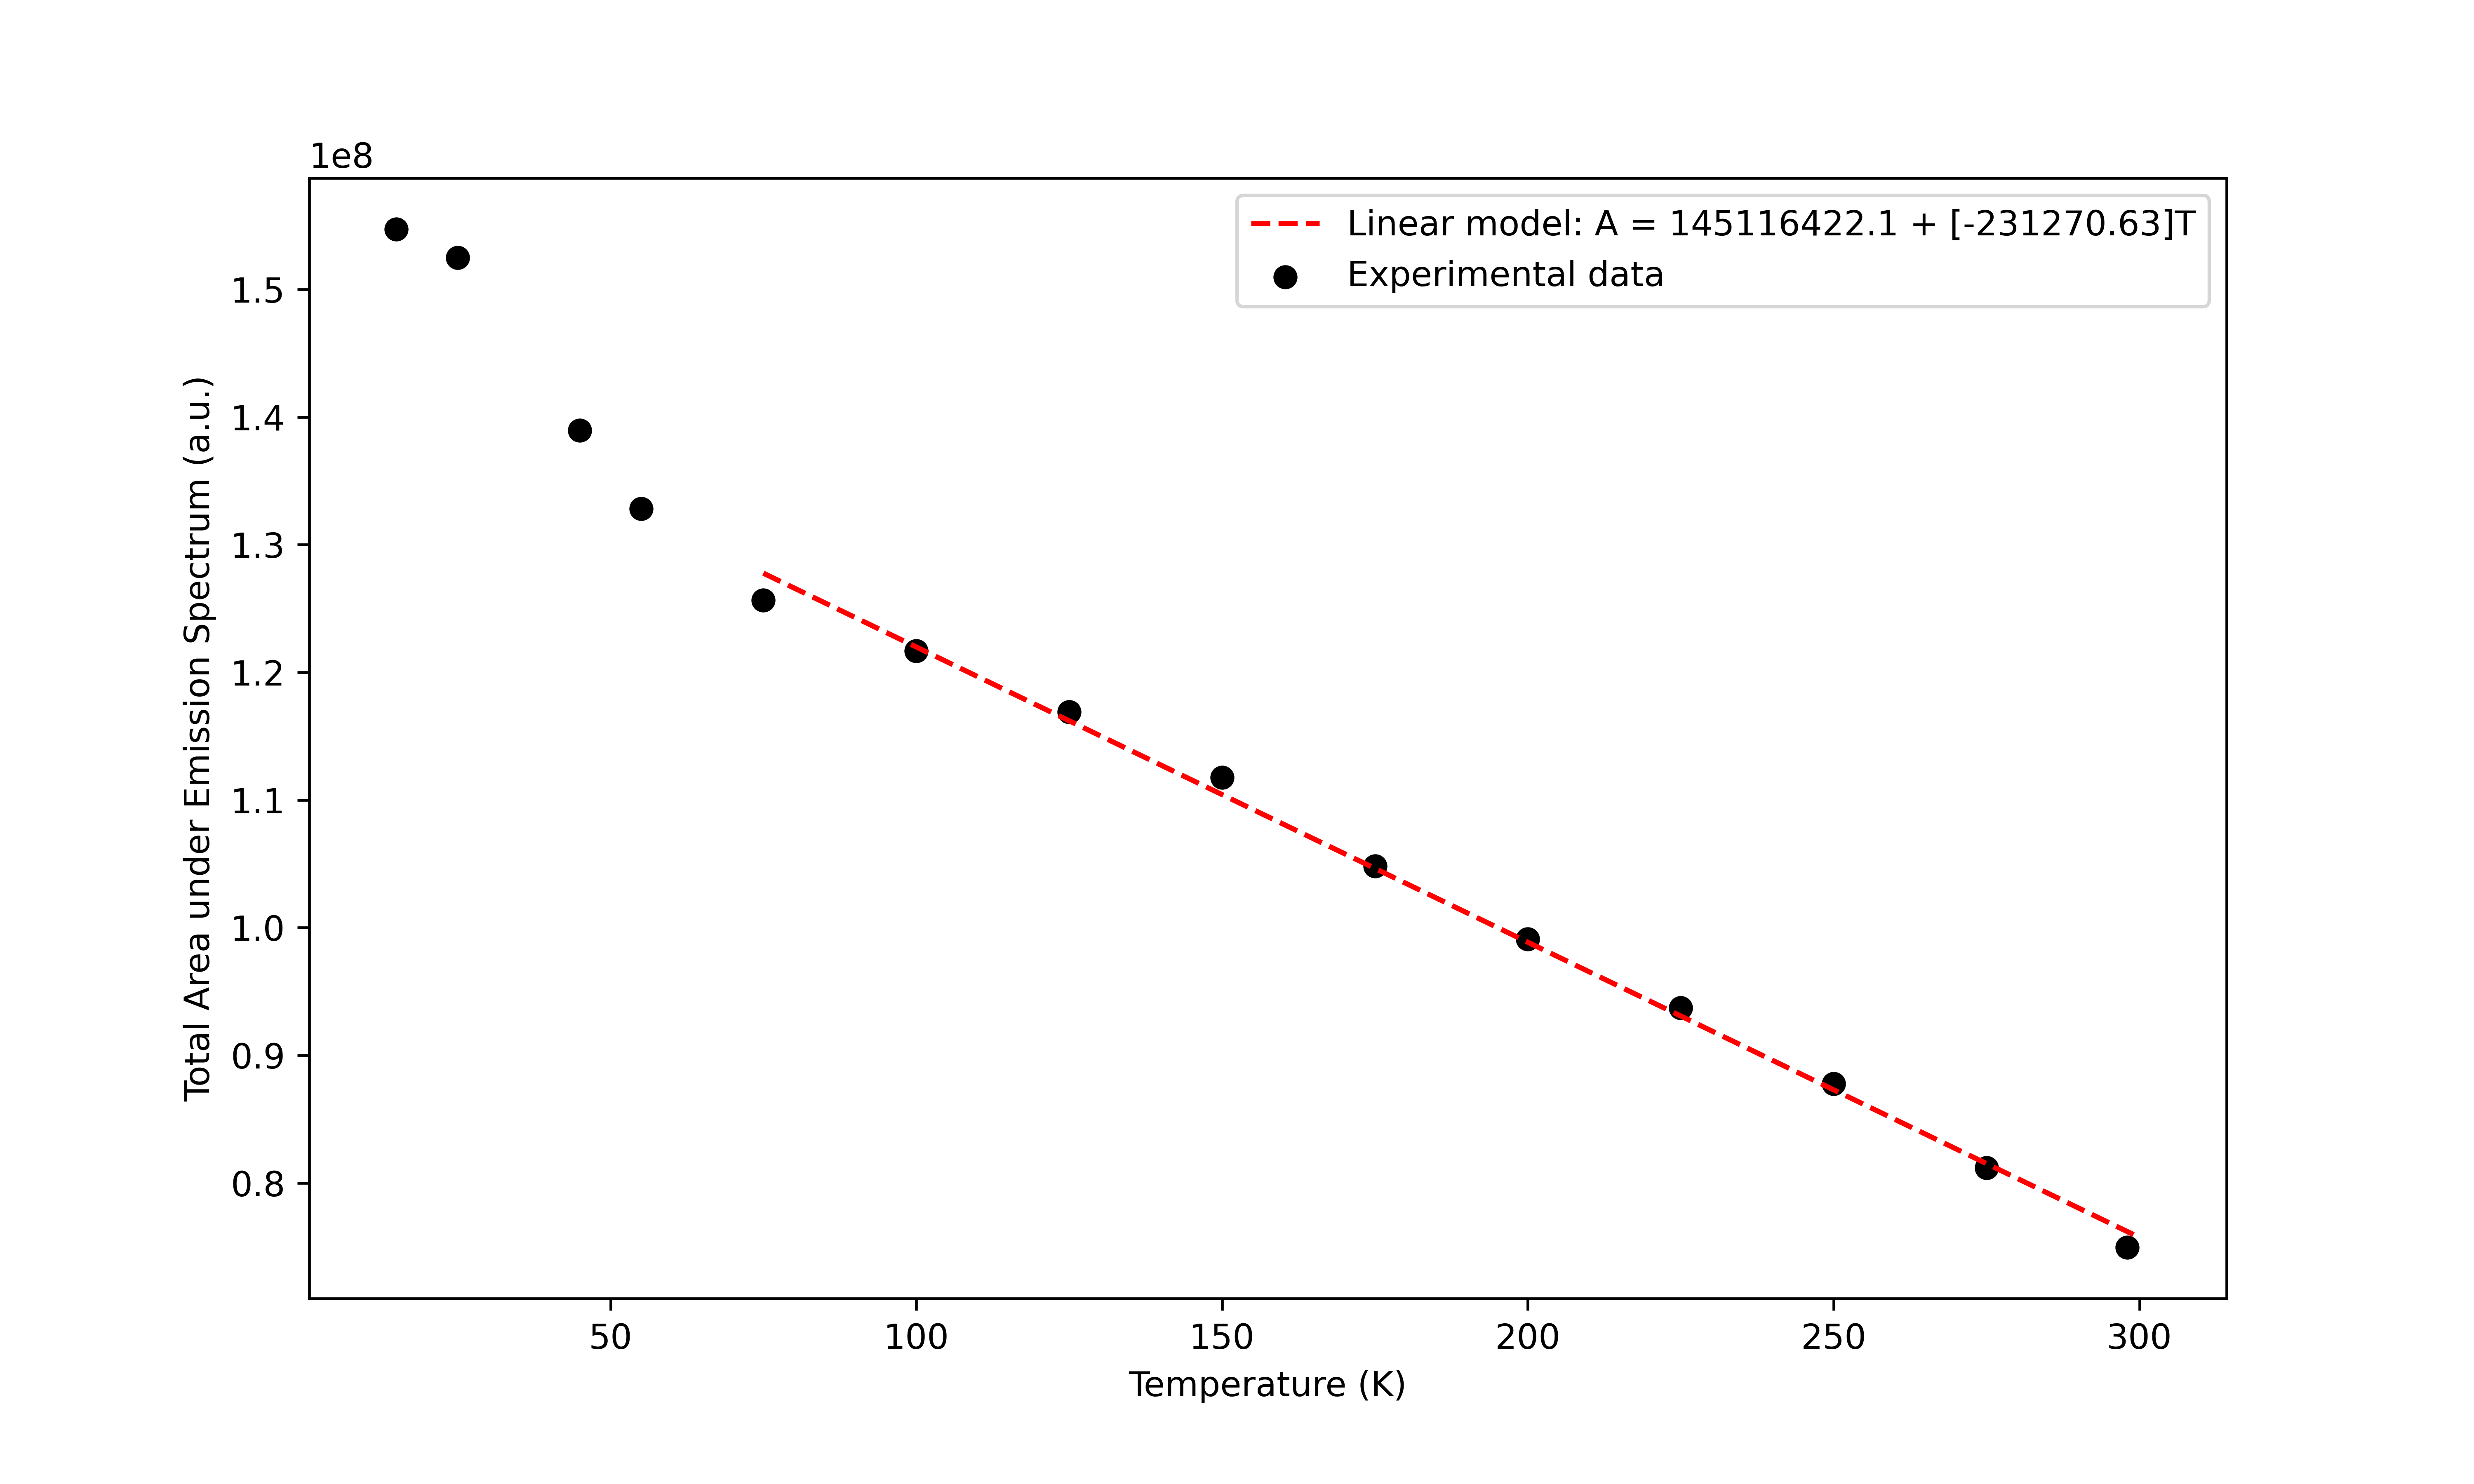 1e8
Linear model: A = 145116422.1 + [-231270.63]T
Experimental data
1.5
1.4
1.3
1.2
1.1
1.0
0.9
0.8
Total Area under Emission Spectrum (a.u.)
50 100 150 200 250 300
Temperature (K)